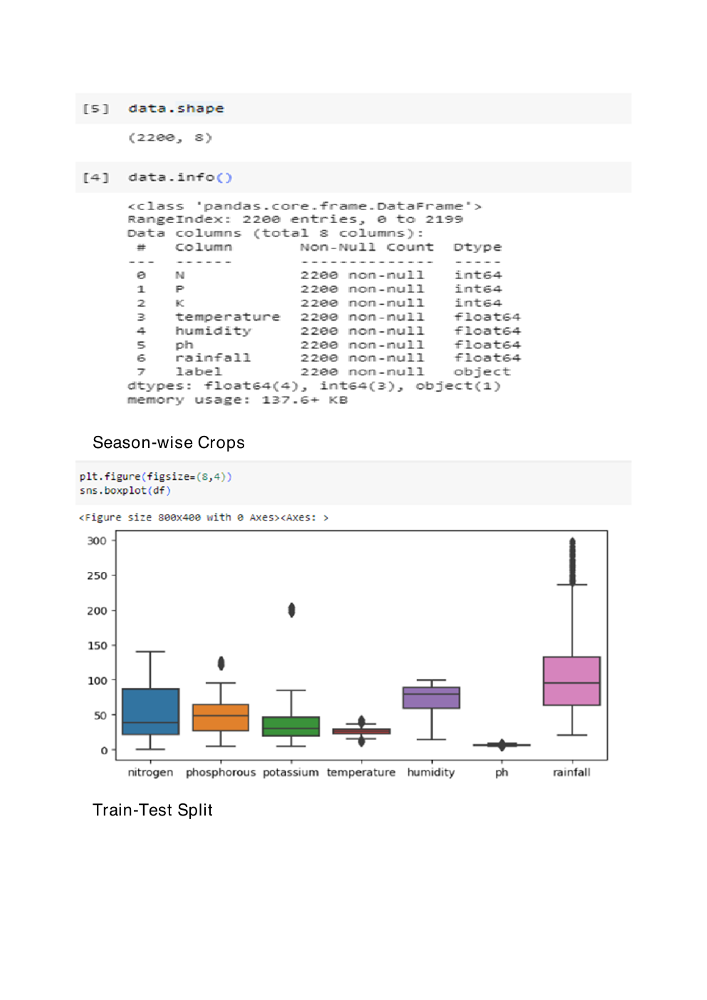 [5] data.shape
(2200, 8)
[4] data.info()
<class 'pandas.core.frame.DataFrame'>
RangeIndex: 2200 entries, 0 to 2199
Data columns (total 8 columns):
# Column Non-Null Count Dtype
--- ------ -------------- -----
0 N 2200 non-null int64
1 P 2200 non-null int64
2 K 2200 non-null int64
3 temperature 2200 non-null float64
4 humidity 2200 non-null float64
5 ph 2200 non-null float64
6 rainfall 2200 non-null float64
7 label 2200 non-null object
dtypes: float64(4), int64(3), object(1)
memory usage: 137.6+ KB
Season-wise Crops
plt.figure(figsize=(8,4))
sns.boxplot(df)
<Figure size 800x400 with 0 Axes><Axes: >
300
250
200
150
100
50
0
nitrogen phosphorous potassium temperature humidity ph rainfall
Train-Test Split